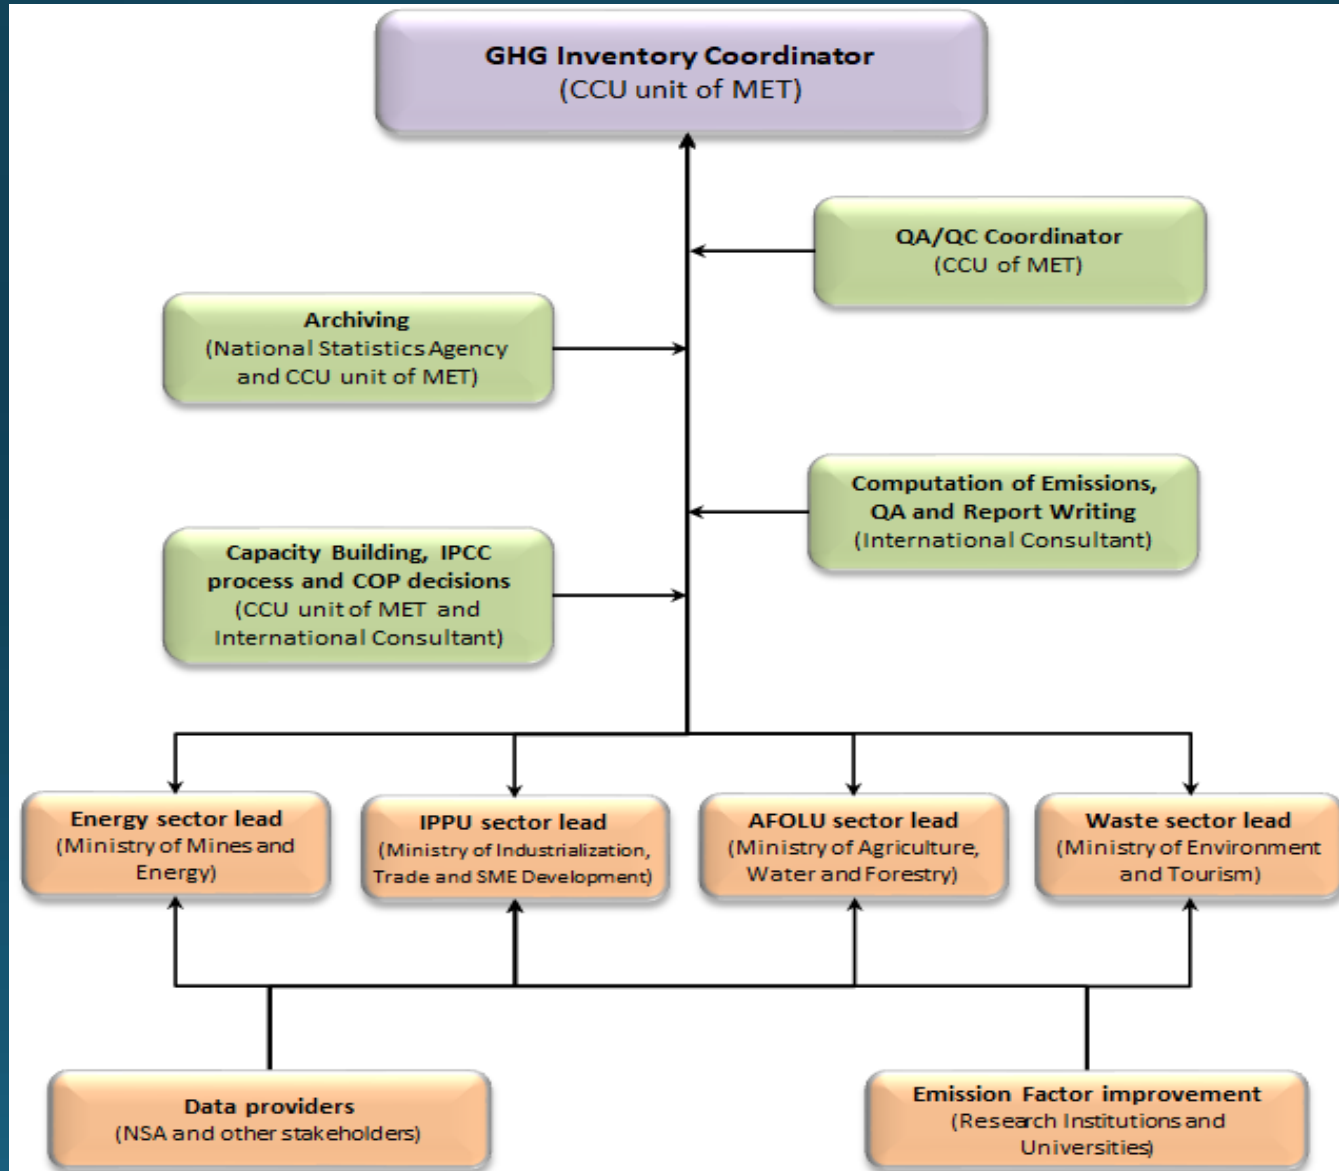 GHG Inventory Coordinator
(CCU unit of MET)
QA/QC Coordinator
(CCU of MET)
Archiving
(National Statistics Agency
and CCU unit of MET)
Computation of Emissions,
QA and Report Writing
(International Consultant)
Capacity Building, IPCC
process and COP decisions
(CCU unit of MET and
International Consultant)
Energy sector lead
(Ministry of Mines and
Energy)
IPPU sector lead
(Ministry of Industrialization,
Trade and SME Development)
AFOLU sector lead
(Ministry of Agriculture,
Water and Forestry)
Waste sector lead
(Ministry of Environment
and Tourism)
Data providers
(NSA and other stakeholders)
Emission Factor improvement
(Research Institutions and
Universities)